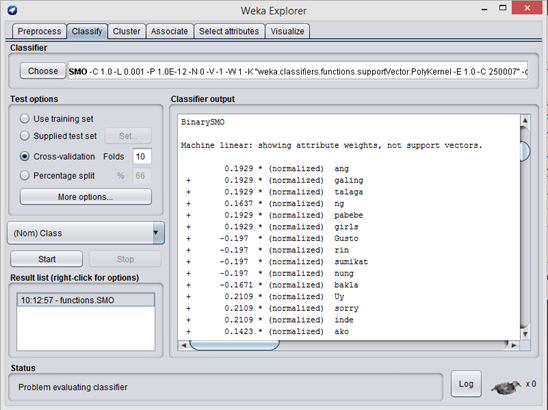 Weka Explorer
Preprocess Classify Cluster Associate Select attributes Visualize
Classifier
Choose SMO -C 1.0 -L 0.001 -P 1.0E-12 -N 0 -V -1 -W 1 -K "weka.classifiers.functions.supportVector.PolyKernel -E 1.0 -C 250007" -c
Test options
Use training set
Supplied test set Set...
Cross-validation Folds 10
Percentage split % 66
More options...
(Nom) Class
Start Stop
Result list (right-click for options)
10:12:57 - functions.SMO
Classifier output
BinarySMO
Machine linear: showing attribute weights, not support vectors.
0.1929 * (normalized) ang
+ 0.1929 * (normalized) galing
+ 0.1929 * (normalized) talaga
+ 0.1637 * (normalized) ng
+ 0.1929 * (normalized) pabebe
+ 0.1929 * (normalized) girls
+ -0.197 * (normalized) Gusto
+ -0.197 * (normalized) rin
+ -0.197 * (normalized) sumikat
+ -0.197 * (normalized) nung
+ -0.1671 * (normalized) bakla
+ 0.2109 * (normalized) Uy
+ 0.2109 * (normalized) sorry
+ 0.2109 * (normalized) inde
+ 0.1423 * (normalized) ako
Status
Problem evaluating classifier
Log x 0